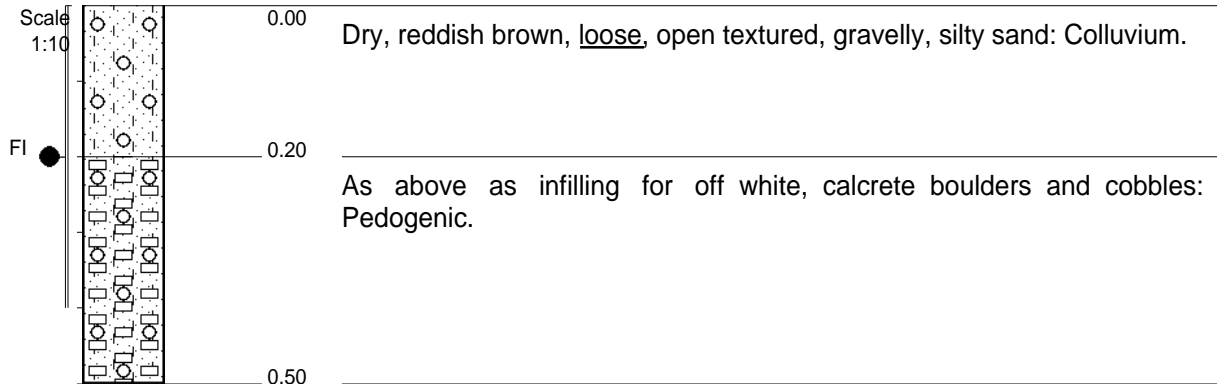 Scale
1:10
0.00
Dry, reddish brown, loose, open textured, gravelly, silty sand: Colluvium.
FI
0.20
As above as infilling for off white, calcrete boulders and cobbles:
Pedogenic.
0.50